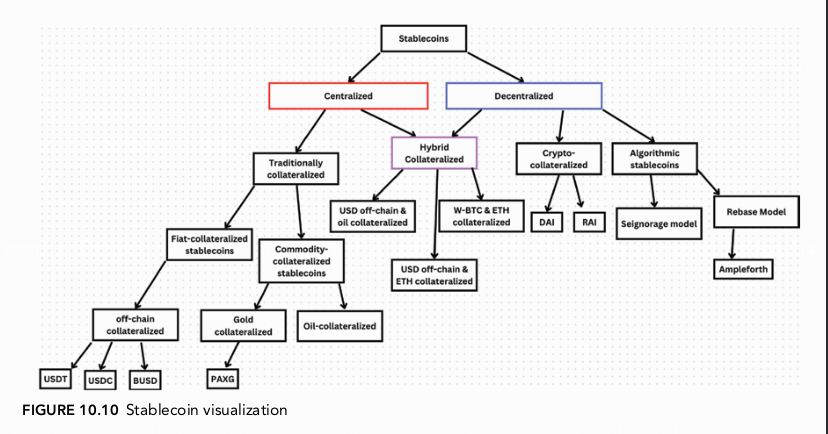 Stablecoins
Centralized
Decentralized
Traditionally
collateralized
Hybrid
Collateralized
Crypto-
collateralized
Algorithmic
stablecoins
Fiat-collateralized
stablecoins
Commodity-
collateralized
stablecoins
USD off-chain &
oil collateralized
W-BTC & ETH
collateralized
USD off-chain &
ETH collateralized
DAI
RAI
Seignorage model
Rebase Model
Ampleforth
off-chain
collateralized
Gold
collateralized
Oil-collateralized
USDT
USDC
BUSD
PAXG
FIGURE 10.10 Stablecoin visualization